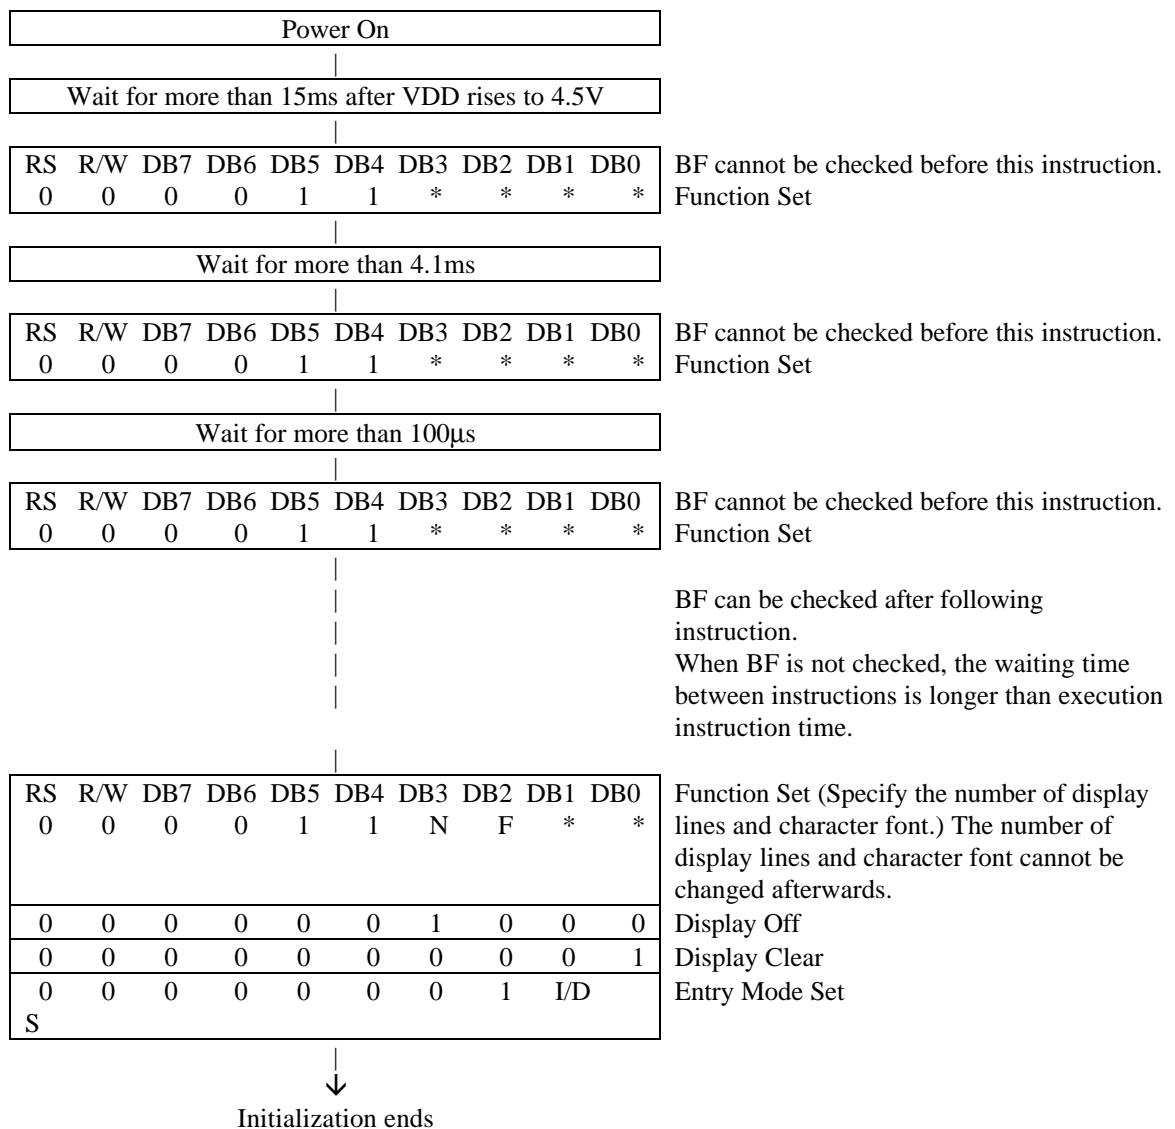 Power On
Wait for more than 15ms after VDD rises to 4.5V
RS R/W DB7 DB6 DB5 DB4 DB3 DB2 DB1 DB0 BF cannot be checked before this instruction.
0 0 0 0 1 1 * * * * Function Set
Wait for more than 4.1ms
RS R/W DB7 DB6 DB5 DB4 DB3 DB2 DB1 DB0 BF cannot be checked before this instruction.
0 0 0 0 1 1 * * * * Function Set
Wait for more than 100µs
RS R/W DB7 DB6 DB5 DB4 DB3 DB2 DB1 DB0 BF cannot be checked before this instruction.
0 0 0 0 1 1 * * * * Function Set
BF can be checked after following
instruction.
When BF is not checked, the waiting time
between instructions is longer than execution
instruction time.
RS R/W DB7 DB6 DB5 DB4 DB3 DB2 DB1 DB0 Function Set (Specify the number of display
0 0 0 0 1 1 N F * * lines and character font.) The number of
display lines and character font cannot be
changed afterwards.
0 0 0 0 0 0 1 0 0 0 Display Off
0 0 0 0 0 0 0 0 0 1 Display Clear
0 0 0 0 0 0 0 1 I/D Entry Mode Set
S
Initialization ends